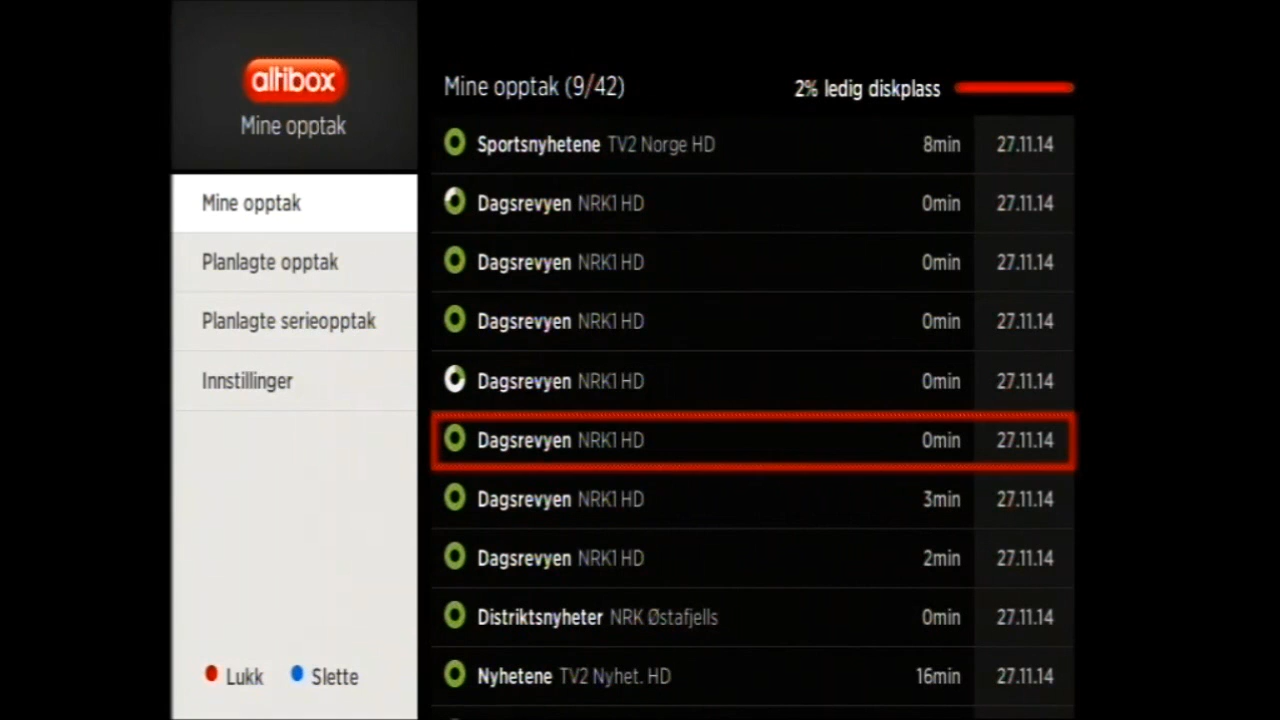 altibox
Mine opptak
Mine opptak
Planlagte opptak
Planlagte serieopptak
Innstillinger
Lukk Slette
Mine opptak (9/42) 2% ledig diskplass
Sportsnyhetene TV2 Norge HD 8min 27.11.14
Dagsrevyen NRK1 HD 0min 27.11.14
Dagsrevyen NRK1 HD 0min 27.11.14
Dagsrevyen NRK1 HD 0min 27.11.14
Dagsrevyen NRK1 HD 0min 27.11.14
Dagsrevyen NRK1 HD 0min 27.11.14
Dagsrevyen NRK1 HD 3min 27.11.14
Dagsrevyen NRK1 HD 2min 27.11.14
Distriktsnyheter NRK Østafjells 0min 27.11.14
Nyhetene TV2 Nyhet. HD 16min 27.11.14